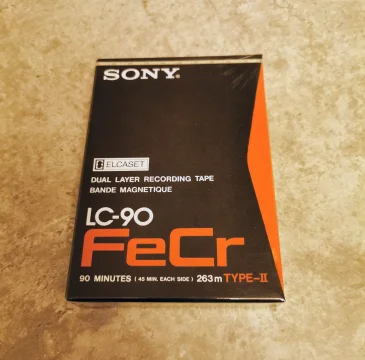 SONY®
ELCASET
DUAL LAYER RECORDING TAPE
BANDE MAGNETIQUE
LC-90
FeCr
90 MINUTES ( 45 MIN. EACH SIDE ) 263m TYPE-II